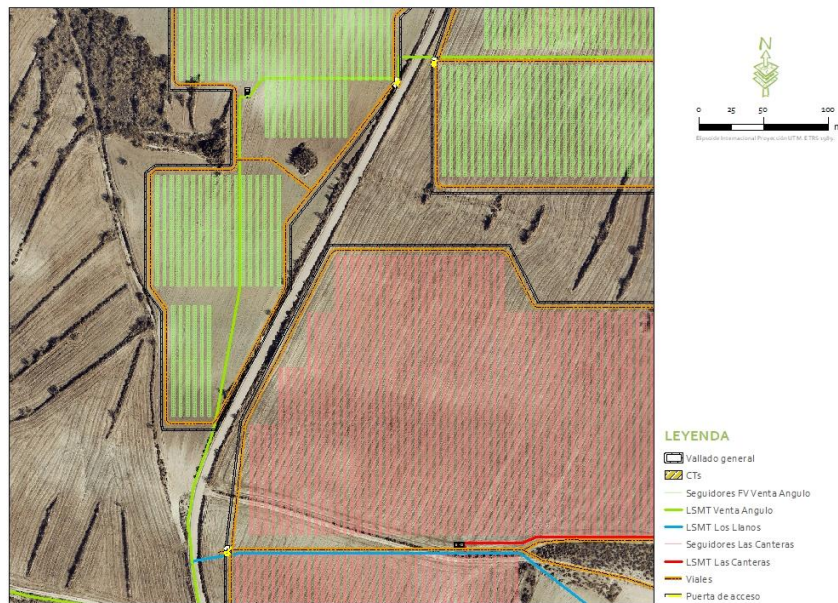 N
0 25 50 100
m
LEYENDA
Vallado general
CTs
Seguidores FV Venta Angulo
LSMT Venta Angulo
LSMT Los Llanos
Seguidores Las Canteras
LSMT Las Canteras
Viales
Puerta de acceso